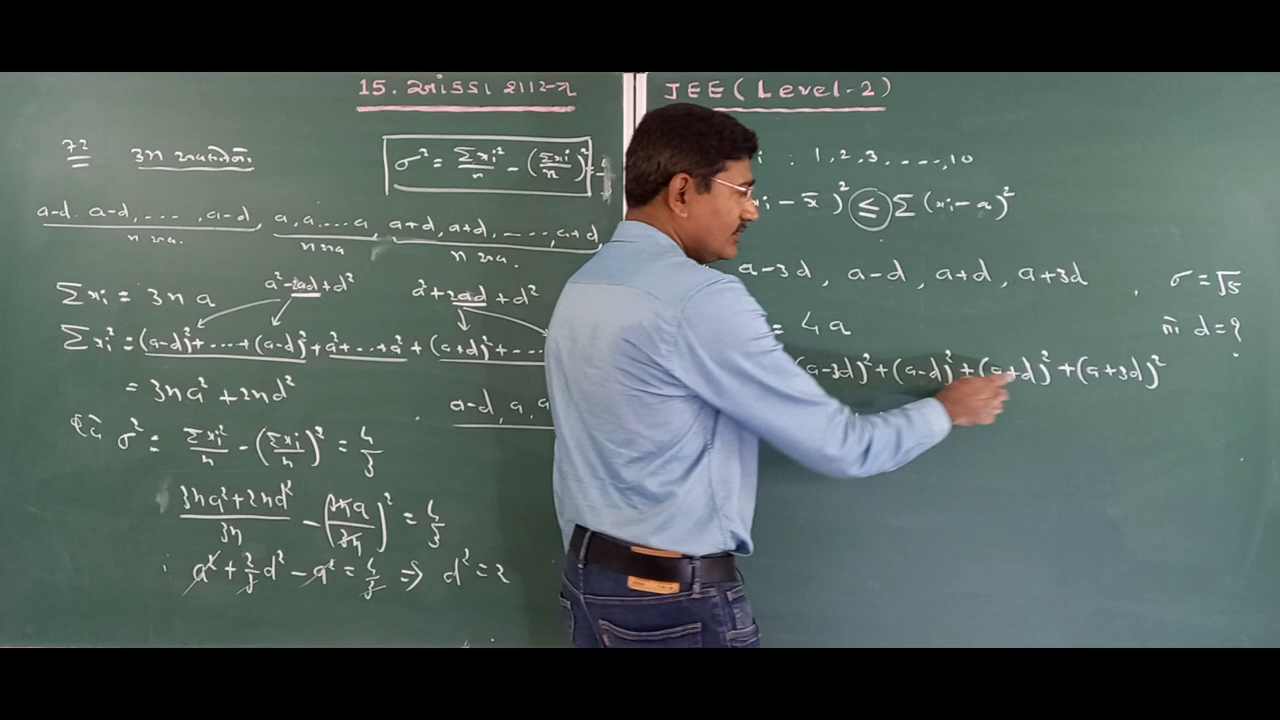 15. આંકડાશાસ્ત્ર
72 3n અવલોકનો
σ² = Σxi²/n - (Σxi/n)² =
a-d, a-d, ...., a-d, a, a, ... a, a+d, a+d, ...., a+d,
Σxi = 3na
a²-2ad+d² a²+2ad+d²
Σxi² = (a-d)²+....+(a-d)²+a²+...+a²+(a+d)²+....
= 3na²+2nd²
a-d, a,
σ² = Σxi²/n - (Σxi/n)² = 4/3
(3na²+2nd²)/3n - (3na/3n)² = 4/3
a² + 2/3 d² - a² = 4/3 ⇒ d² = 2
JEE (Level-2)
: 1, 2, 3, ...., 10
- x̄)² ≤ Σ(xi - a)²
a-3d, a-d, a+d, a+3d σ = √5
= 4a d = ?
(a-3d)²+(a-d)²+(a+d)²+(a+3d)²